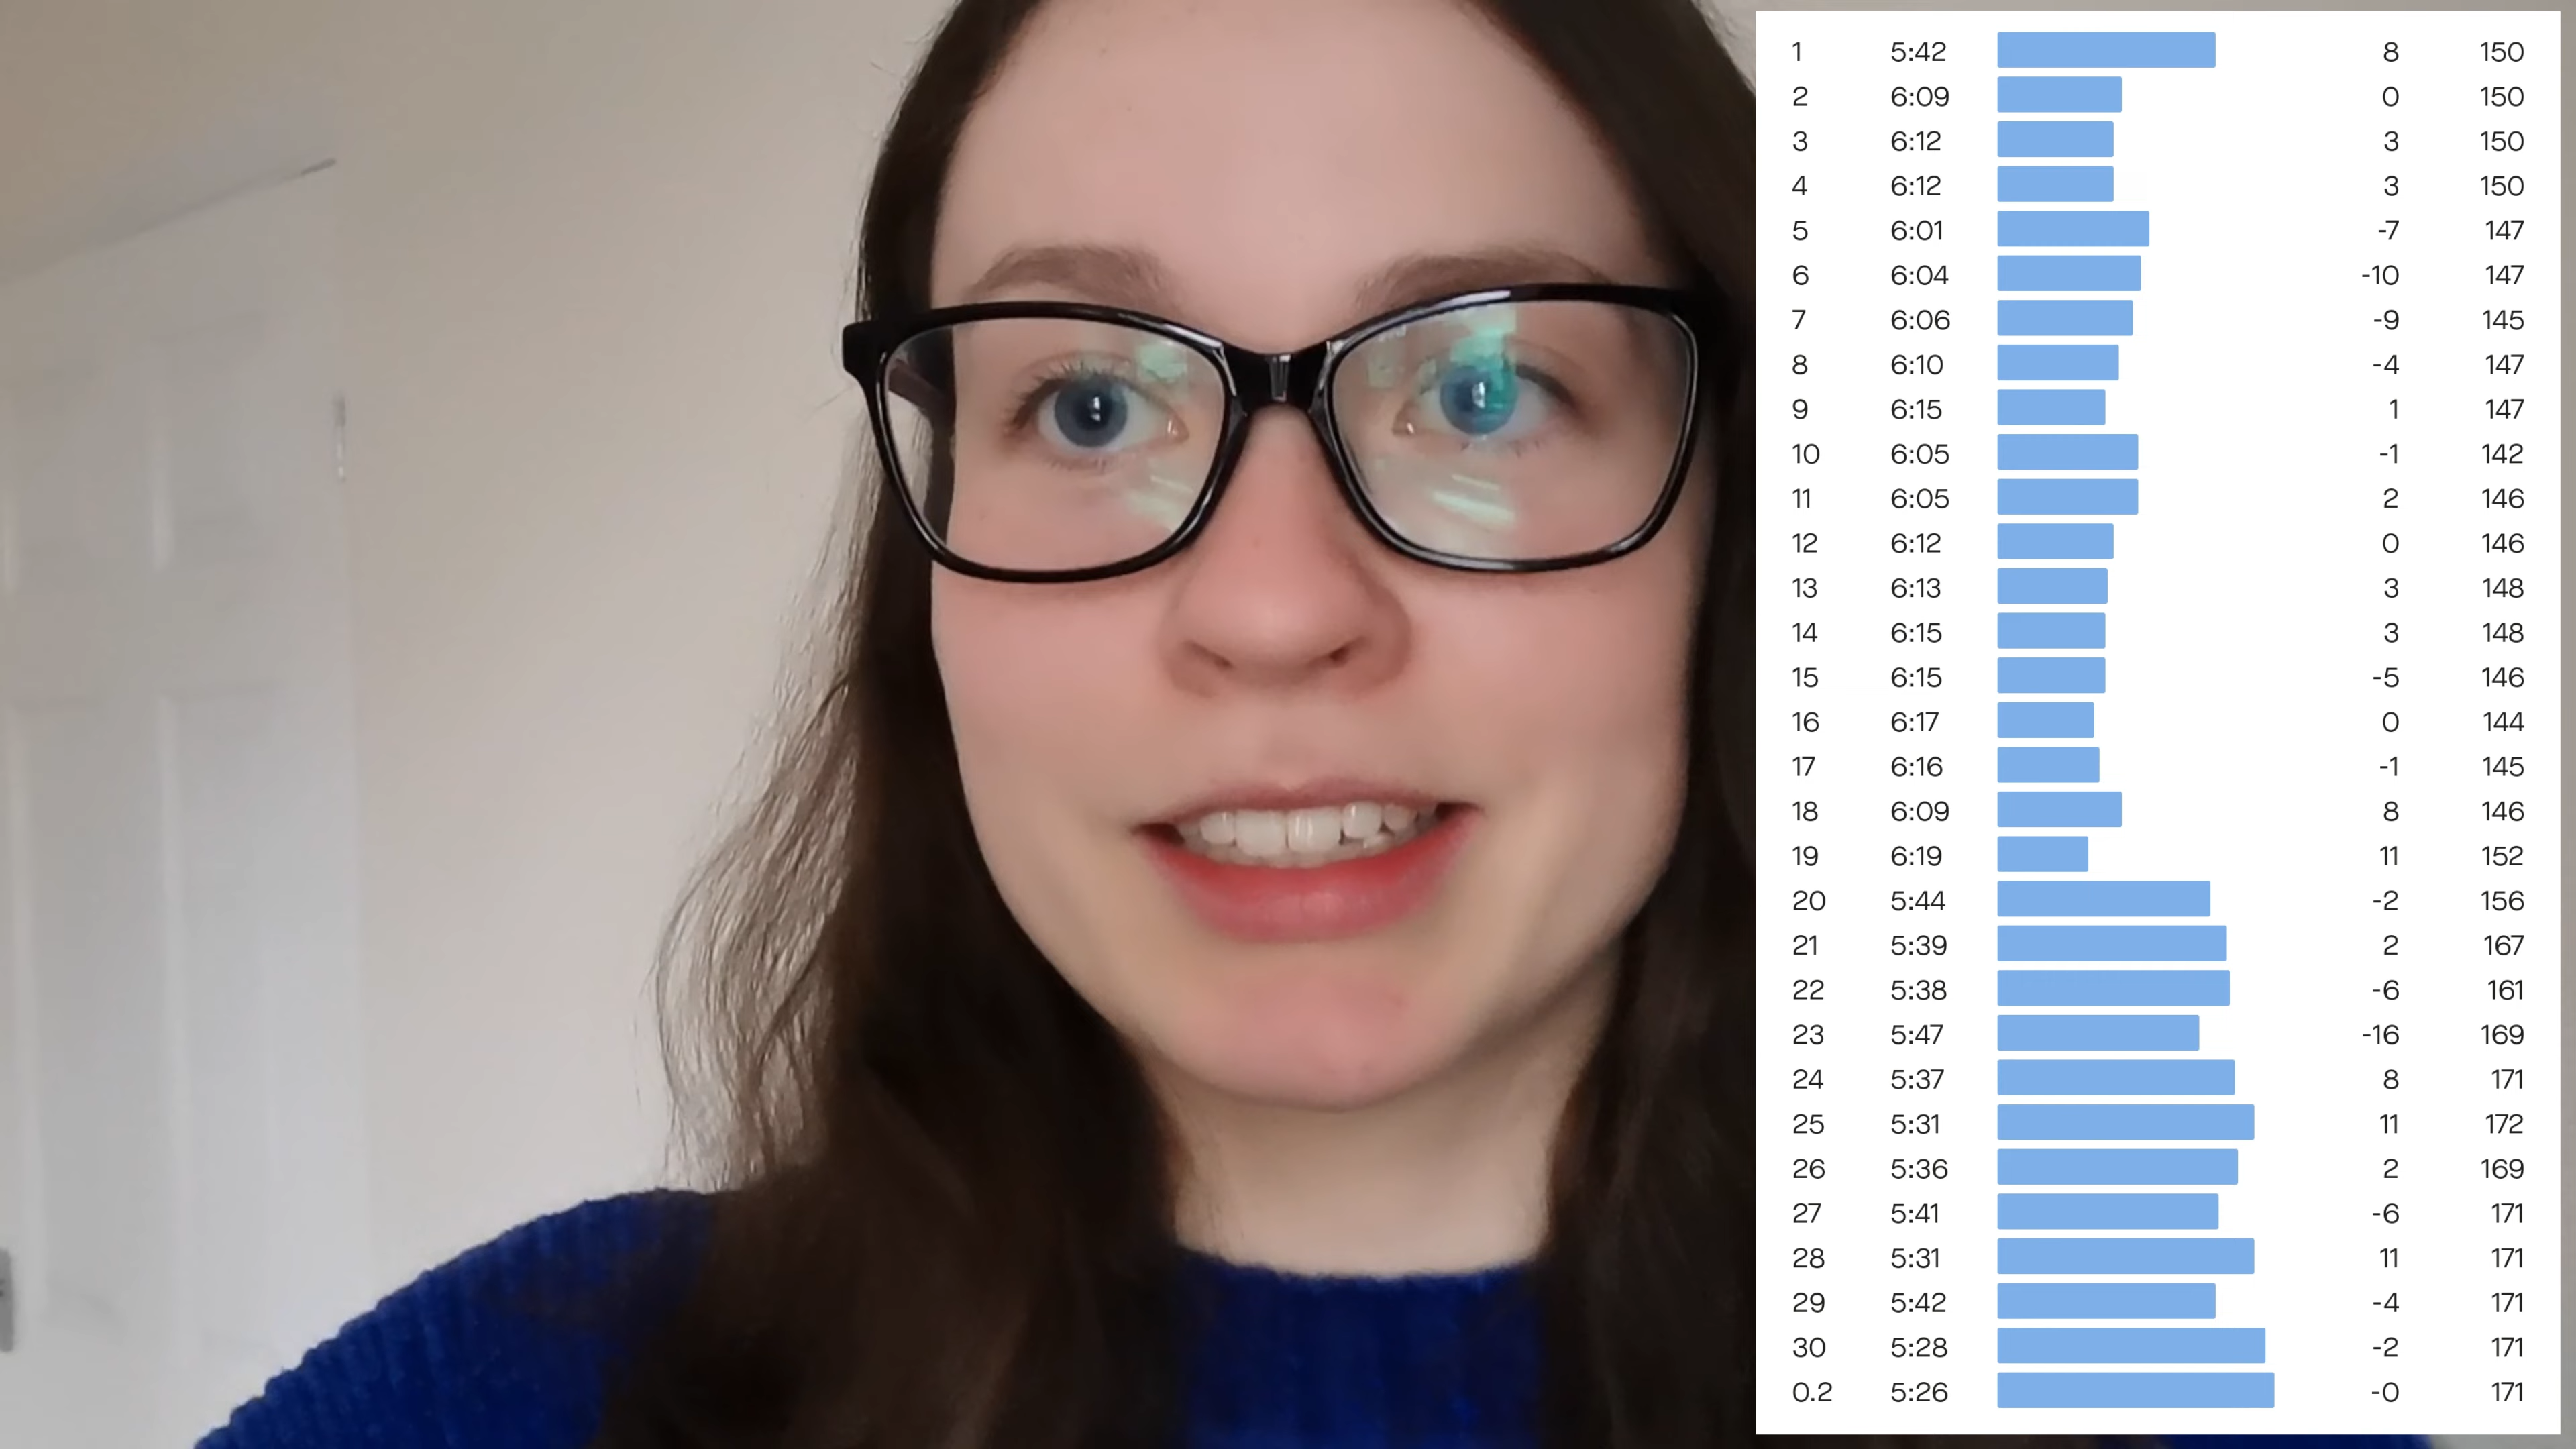 1 5:42 8 150
2 6:09 0 150
3 6:12 3 150
4 6:12 3 150
5 6:01 -7 147
6 6:04 -10 147
7 6:06 -9 145
8 6:10 -4 147
9 6:15 1 147
10 6:05 -1 142
11 6:05 2 146
12 6:12 0 146
13 6:13 3 148
14 6:15 3 148
15 6:15 -5 146
16 6:17 0 144
17 6:16 -1 145
18 6:09 8 146
19 6:19 11 152
20 5:44 -2 156
21 5:39 2 167
22 5:38 -6 161
23 5:47 -16 169
24 5:37 8 171
25 5:31 11 172
26 5:36 2 169
27 5:41 -6 171
28 5:31 11 171
29 5:42 -4 171
30 5:28 -2 171
0.2 5:26 -0 171